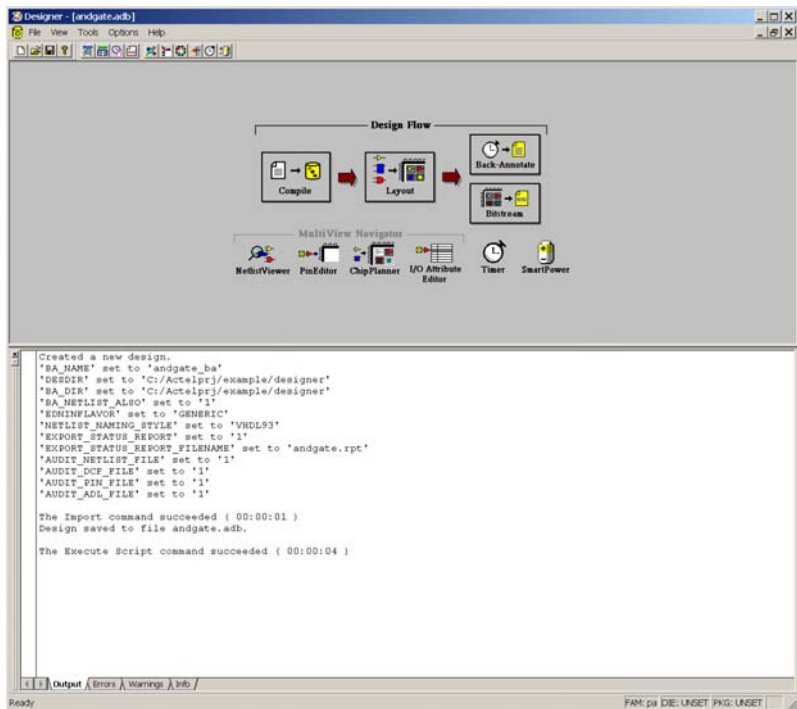 Designer - [andgate.adb]
File View Tools Options Help
Design Flow
Compile
Layout
Back-Annotate
Bitstream
MultiView Navigator
NetlistViewer PinEditor ChipPlanner I/O Attribute Editor Timer SmartPower
Created a new design.
'BA_NAME' set to 'andgate_ba'
'DESDIR' set to 'C:/Actelprj/example/designer'
'BA_DIR' set to 'C:/Actelprj/example/designer'
'BA_NETLIST_ALSO' set to '1'
'EDNINFLAVOR' set to 'GENERIC'
'NETLIST_NAMING_STYLE' set to 'VHDL93'
'EXPORT_STATUS_REPORT' set to '1'
'EXPORT_STATUS_REPORT_FILENAME' set to 'andgate.rpt'
'AUDIT_NETLIST_FILE' set to '1'
'AUDIT_DCF_FILE' set to '1'
'AUDIT_PIN_FILE' set to '1'
'AUDIT_ADL_FILE' set to '1'
The Import command succeeded ( 00:00:01 )
Design saved to file andgate.adb.
The Execute Script command succeeded ( 00:00:04 )
Output Errors Warnings Info
Ready
FAM: pa DIE: UNSET PKG: UNSET